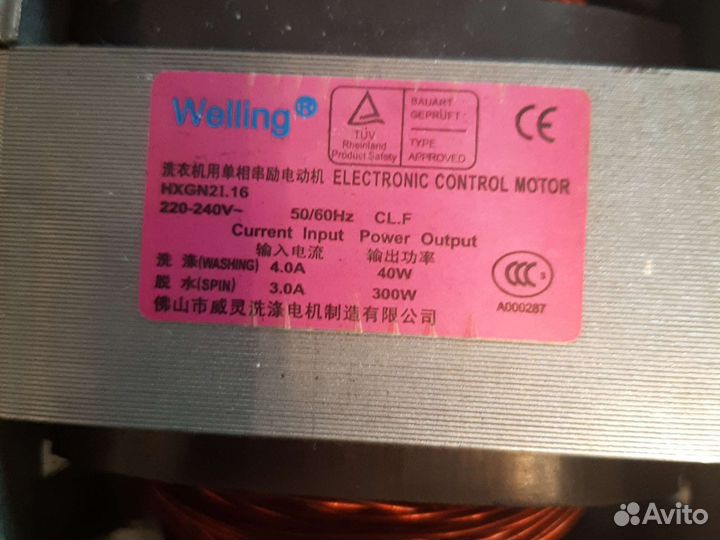 Welling®
TÜV
Rheinland
Product Safety
BAUART
GEPRÜFT
TYPE
APPROVED
CE
洗衣机用单相串励电动机 ELECTRONIC CONTROL MOTOR
HXGN2I.16
220-240V~ 50/60Hz CL.F
Current Input Power Output
输入电流 输出功率
洗 涤(WASHING) 4.0A 40W
脱 水(SPIN) 3.0A 300W
佛山市威灵洗涤电机制造有限公司
CCC S
A000287
Avito